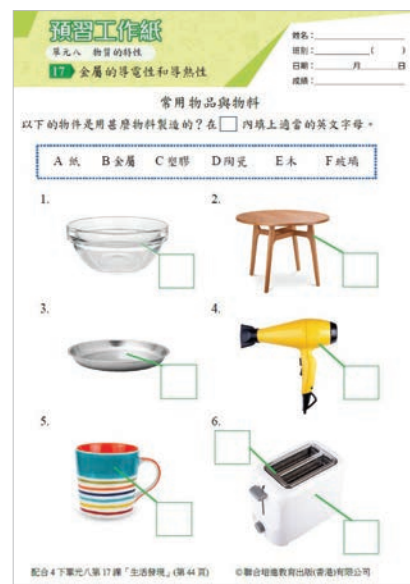 預習工作紙
單元八 物質的特性
17 金屬的導電性和導熱性
姓名：
班別： ( )
日期： 月 日
成績：
常用物品與物料
以下的物件是用甚麼物料製造的？在□內填上適當的英文字母。
A 紙 B 金屬 C 塑膠 D 陶瓷 E 木 F 玻璃
1.
2.
3.
4.
5.
6.
配合4下單元八第17課「生活發現」(第44頁)
©聯合培進教育出版(香港)有限公司